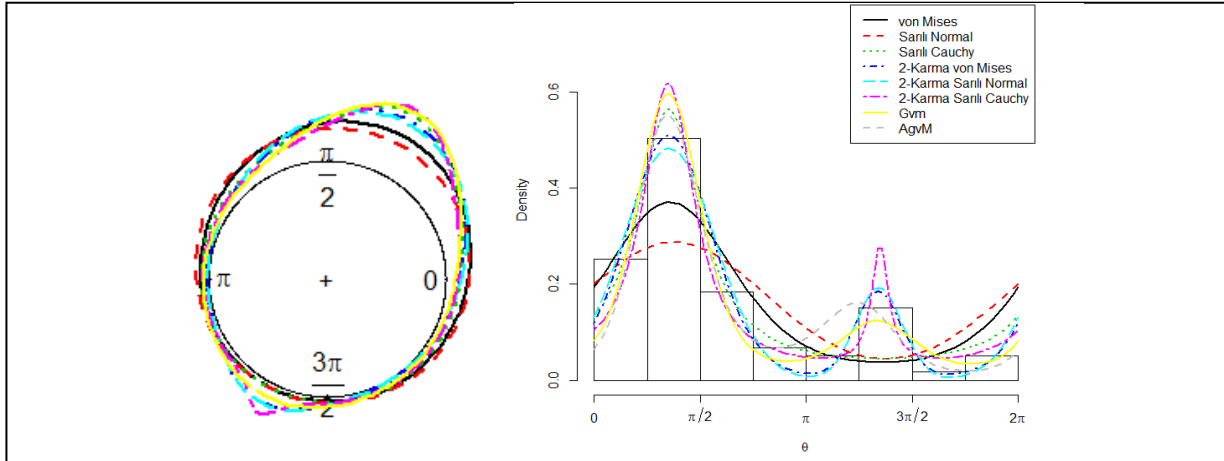 π/2
π
+
0
3π/2
von Mises
Sarılı Normal
Sarılı Cauchy
2-Karma von Mises
2-Karma Sarılı Normal
2-Karma Sarılı Cauchy
Gvm
AgvM
Density
0.6
0.4
0.2
0.0
0
π/2
π
3π/2
2π
θ